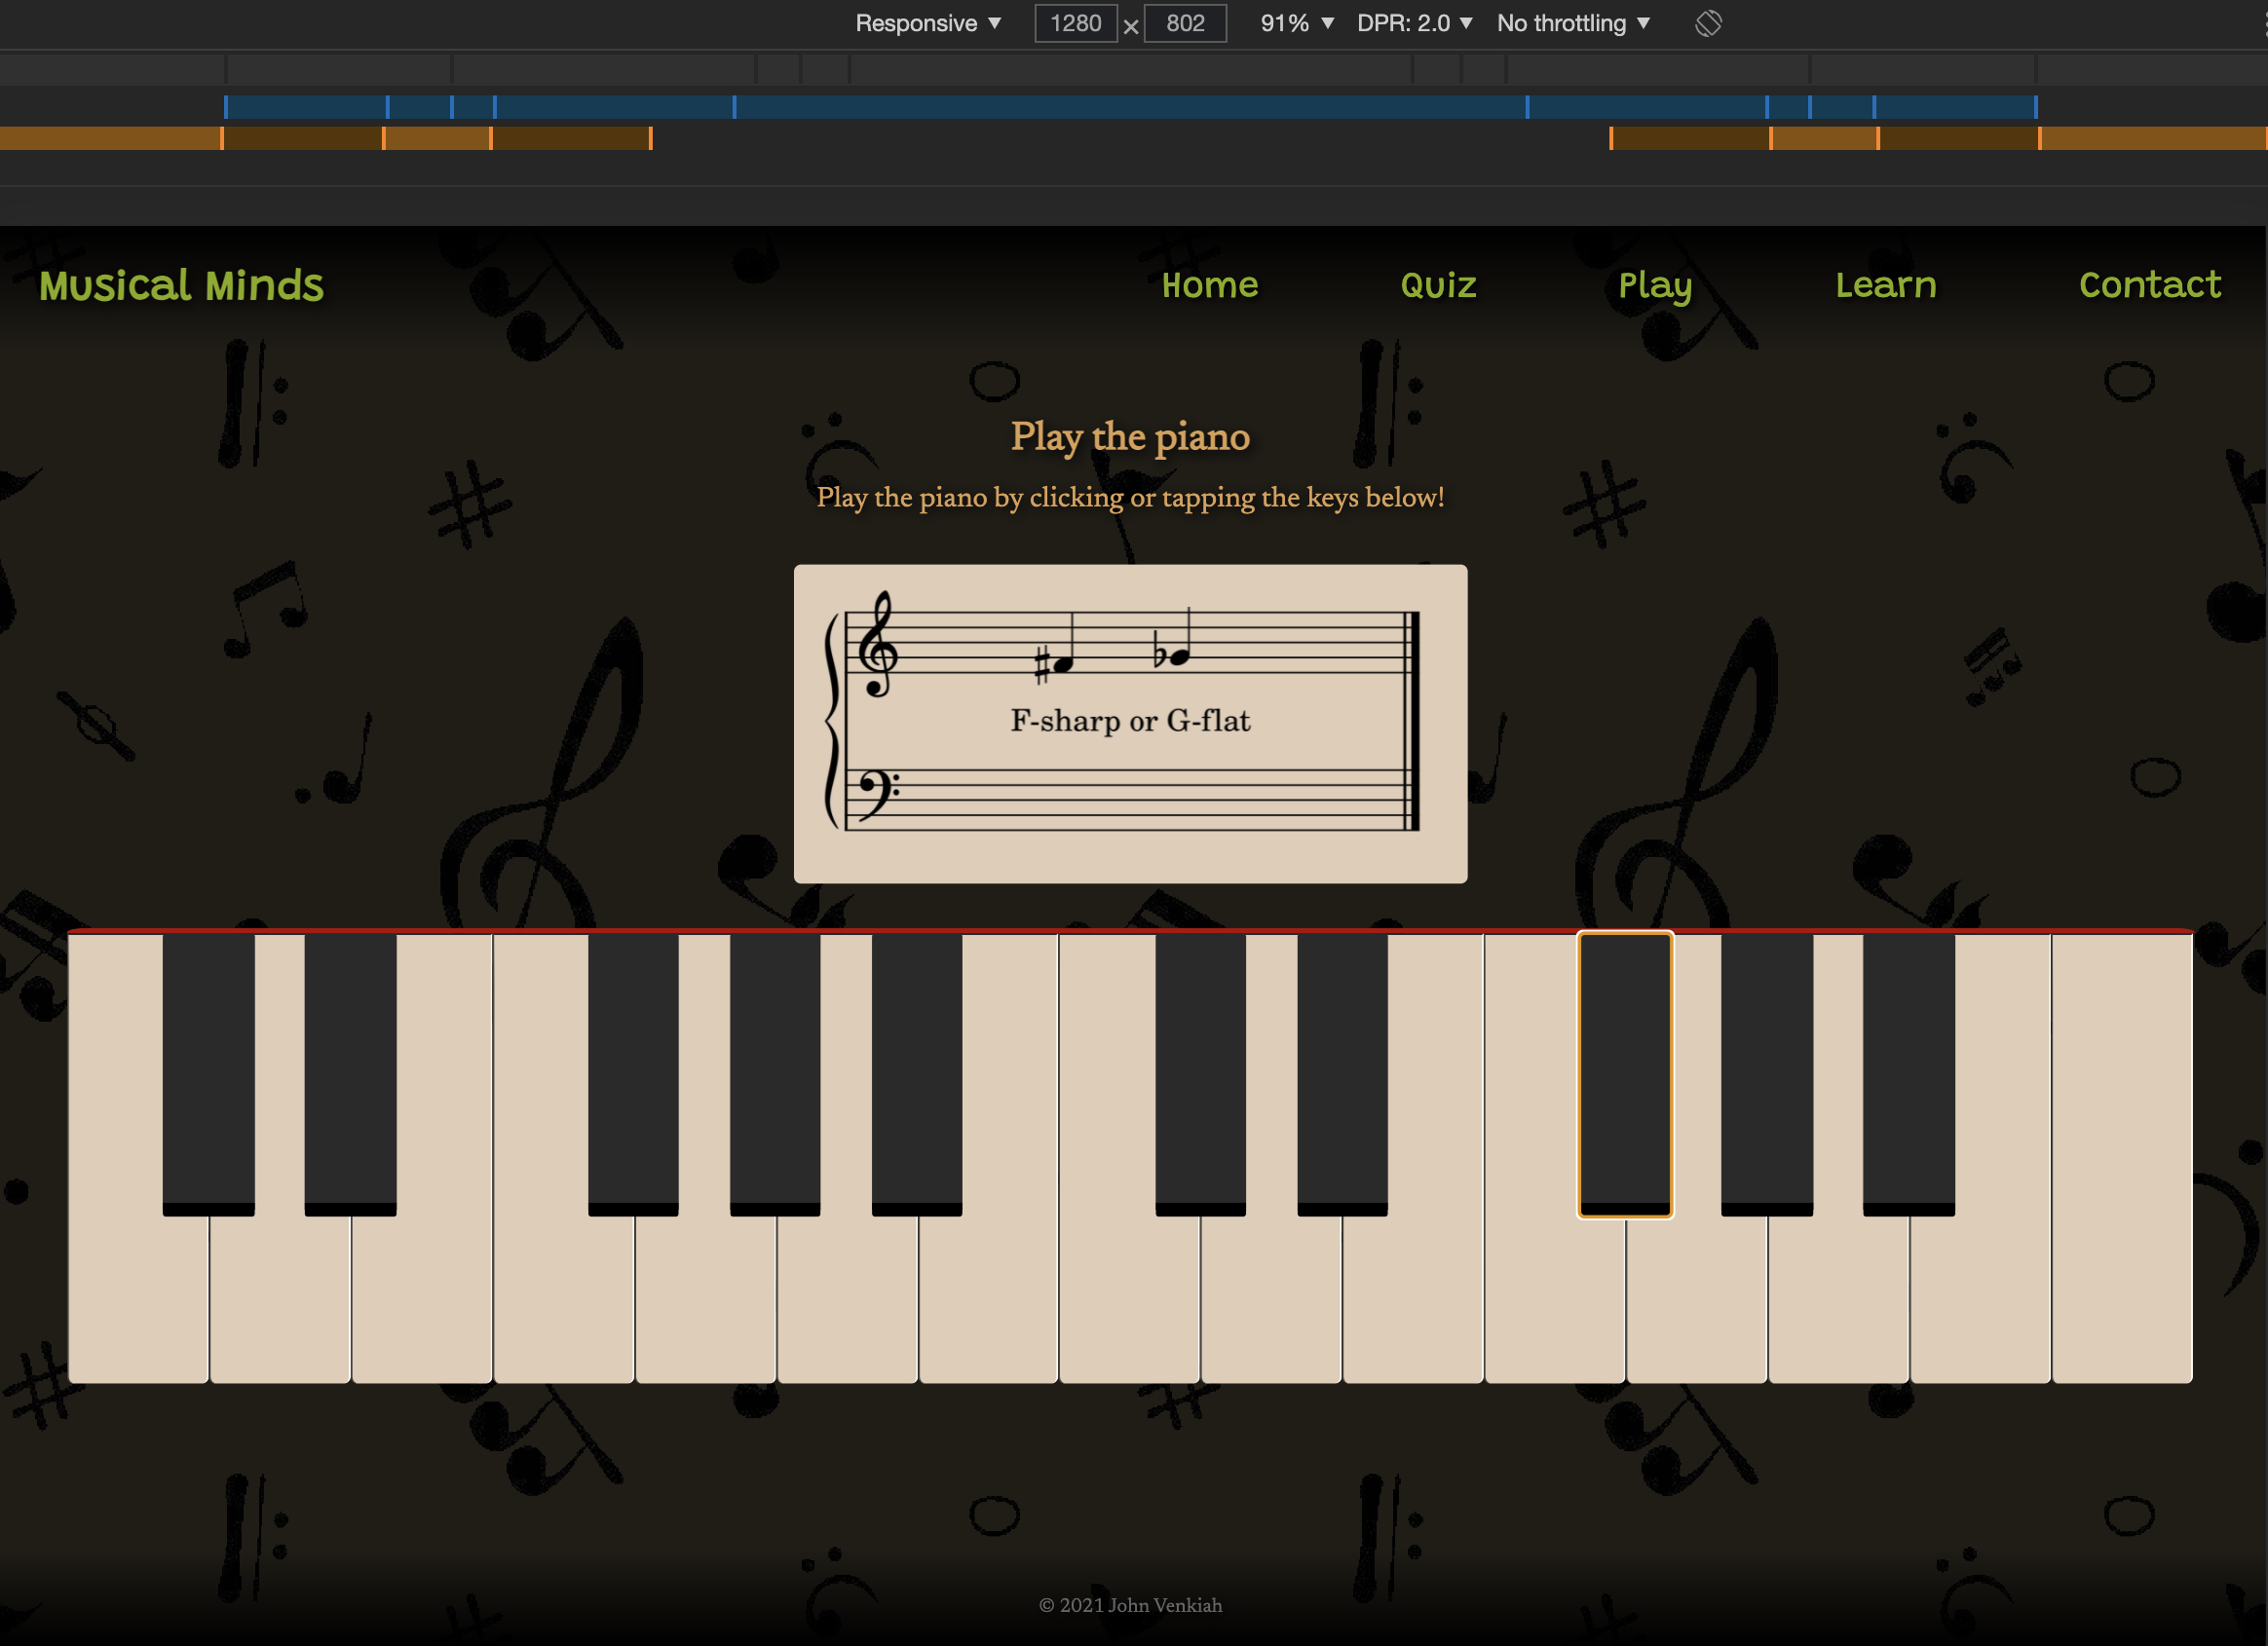 Responsive ▼ 1280 × 802 91% ▼ DPR: 2.0 ▼ No throttling ▼
Musical Minds Home Quiz Play Learn Contact
Play the piano
Play the piano by clicking or tapping the keys below!
F-sharp or G-flat
© 2021 John Venkiah